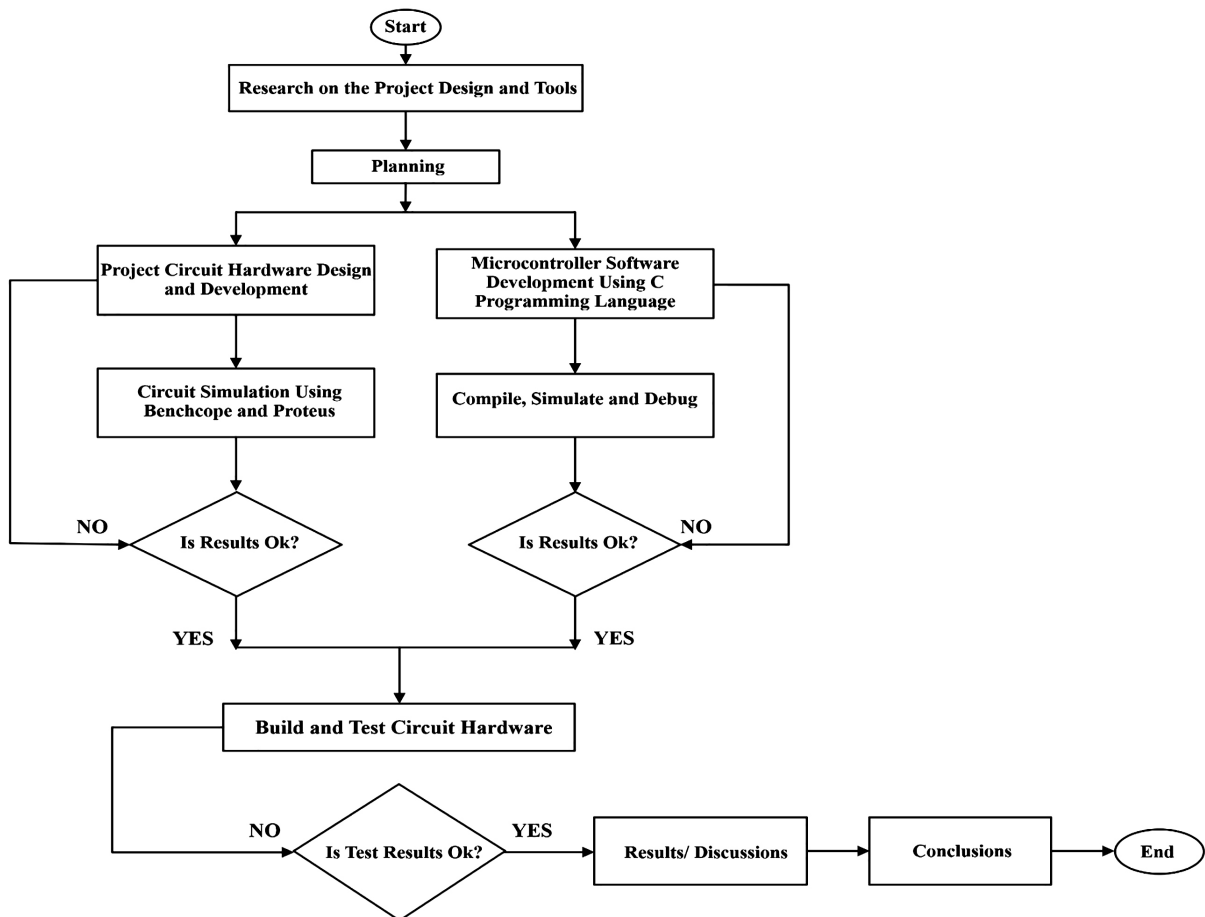 Start
Research on the Project Design and Tools
Planning
Project Circuit Hardware Design
and Development
Microcontroller Software
Development Using C
Programming Language
Circuit Simulation Using
Benchcope and Proteus
Compile, Simulate and Debug
NO
Is Results Ok?
Is Results Ok?
NO
YES
YES
Build and Test Circuit Hardware
NO
Is Test Results Ok?
YES
Results/ Discussions
Conclusions
End